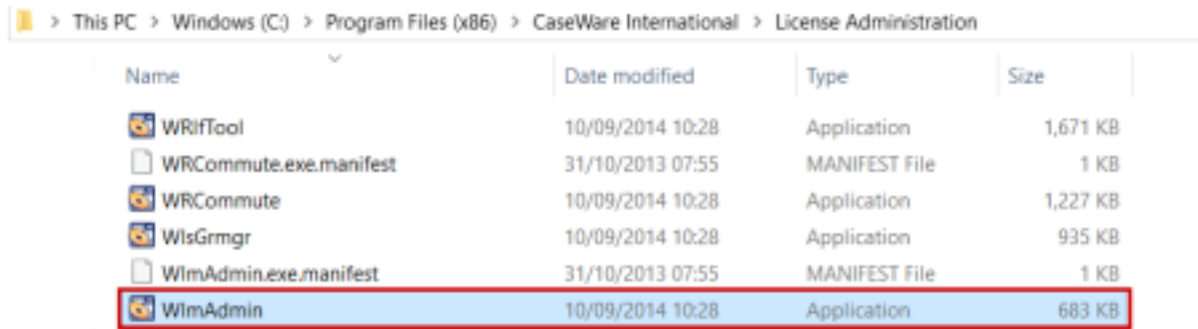 This PC > Windows (C:) > Program Files (x86) > CaseWare International > License Administration
Name Date modified Type Size
WRlfTool 10/09/2014 10:28 Application 1,671 KB
WRCommute.exe.manifest 31/10/2013 07:55 MANIFEST File 1 KB
WRCommute 10/09/2014 10:28 Application 1,227 KB
WlsGrmgr 10/09/2014 10:28 Application 935 KB
WlmAdmin.exe.manifest 31/10/2013 07:55 MANIFEST File 1 KB
WlmAdmin 10/09/2014 10:28 Application 683 KB